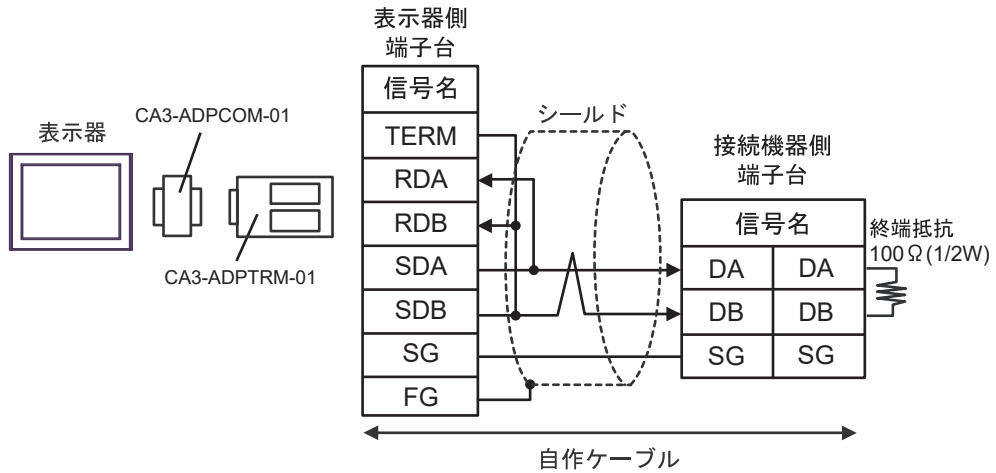 表示器側
端子台
信号名
TERM
RDA
RDB
SDA
SDB
SG
FG
表示器
CA3-ADPCOM-01
CA3-ADPTRM-01
シールド
接続機器側
端子台
信号名
DA DA
DB DB
SG SG
終端抵抗
100Ω(1/2W)
自作ケーブル